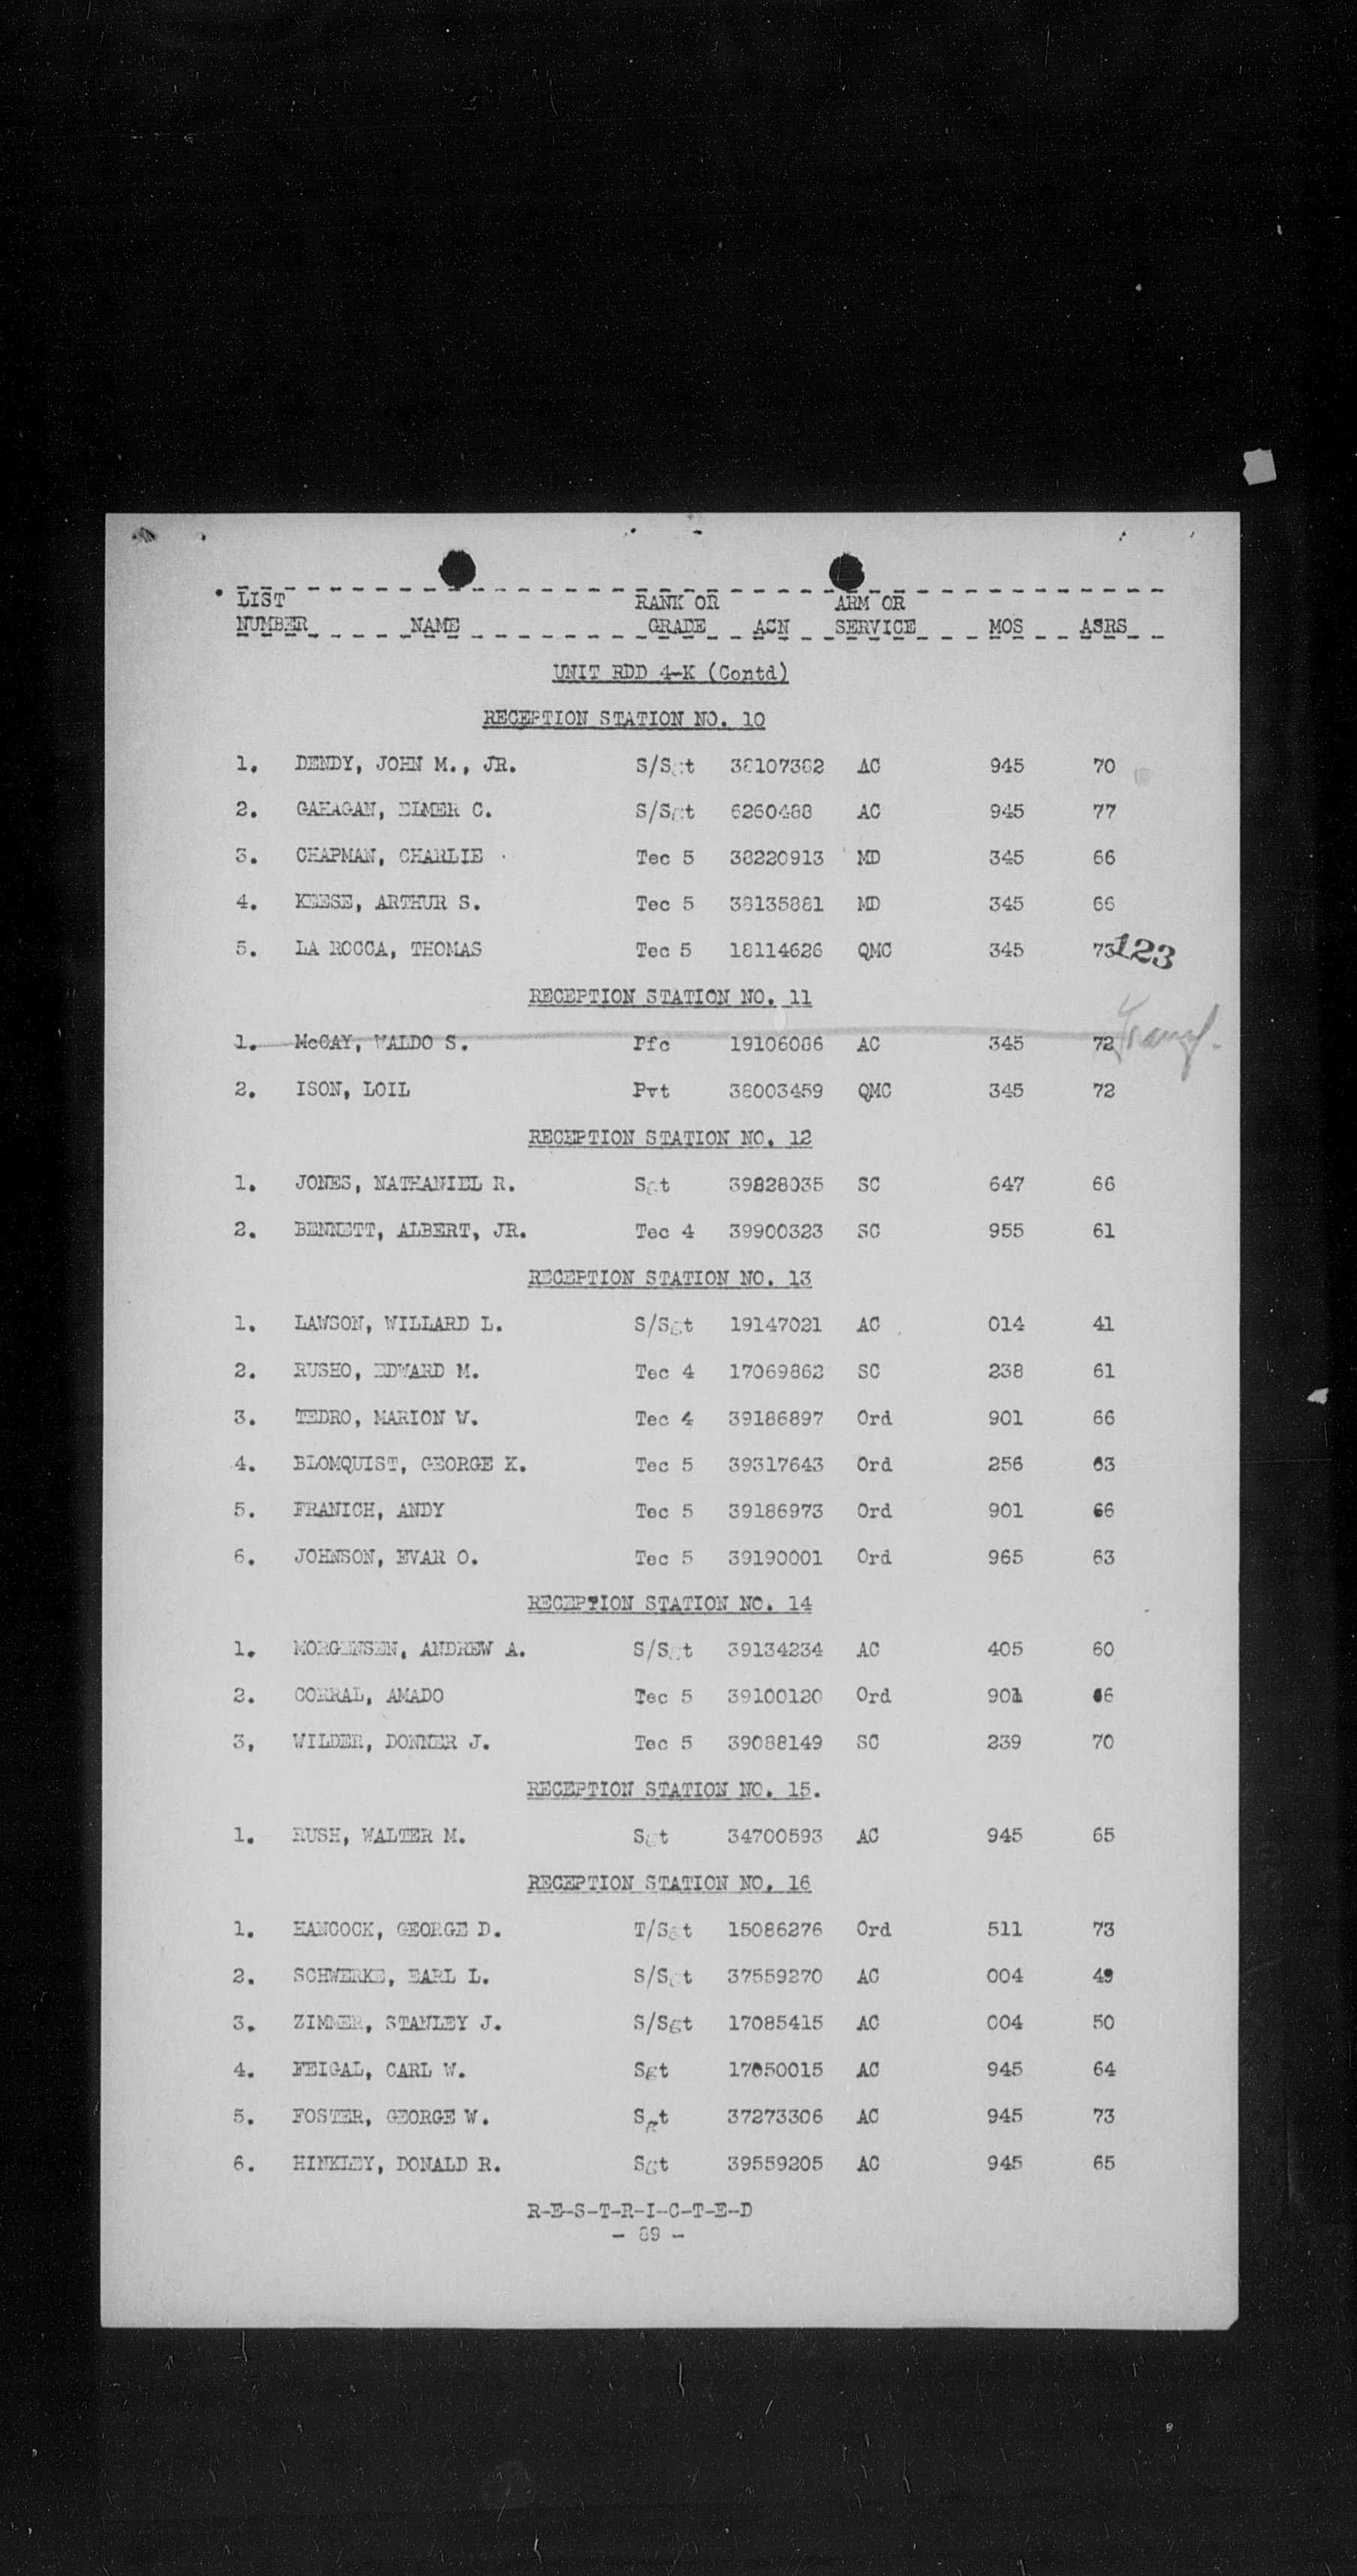 LIST RANK OR ARM OR
NUMBER NAME GRADE ASN SERVICE MOS ASRS
UNIT RDD 4-K (Contd)
RECEPTION STATION NO. 10
1. DENDY, JOHN M., JR. S/Sgt 38107382 AC 945 70
2. GAHAGAN, ELMER C. S/Sgt 6260488 AC 945 77
3. CHAPMAN, CHARLIE Tec 5 38220913 MD 345 66
4. KEESE, ARTHUR S. Tec 5 38135881 MD 345 66
5. LA ROCCA, THOMAS Tec 5 18114626 QMC 345 73 123
RECEPTION STATION NO. 11
1. McCAY, WALDO S. Pfc 19106086 AC 345 72 Transf.
2. ISON, LOIL Pvt 38003459 QMC 345 72
RECEPTION STATION NO. 12
1. JONES, NATHANIEL R. Sgt 39828035 SC 647 66
2. BENNETT, ALBERT, JR. Tec 4 39900323 SC 955 61
RECEPTION STATION NO. 13
1. LAWSON, WILLARD L. S/Sgt 19147021 AC 014 41
2. RUSHO, EDWARD M. Tec 4 17069862 SC 238 61
3. TEDRO, MARION W. Tec 4 39186897 Ord 901 66
4. BLOMQUIST, GEORGE K. Tec 5 39317643 Ord 256 63
5. FRANICH, ANDY Tec 5 39186973 Ord 901 66
6. JOHNSON, EVAR O. Tec 5 39190001 Ord 965 63
RECEPTION STATION NO. 14
1. MORGENSEN, ANDREW A. S/Sgt 39134234 AC 405 60
2. CORRAL, AMADO Tec 5 39100120 Ord 901 66
3, WILDER, DONNER J. Tec 5 39088149 SC 239 70
RECEPTION STATION NO. 15.
1. RUSH, WALTER M. Sgt 34700593 AC 945 65
RECEPTION STATION NO. 16
1. HANCOCK, GEORGE D. T/Sgt 15086276 Ord 511 73
2. SCHWERKE, EARL L. S/Sgt 37559270 AC 004 49
3. ZIMMER, STANLEY J. S/Sgt 17085415 AC 004 50
4. FEIGAL, CARL W. Sgt 17050015 AC 945 64
5. FOSTER, GEORGE W. Sgt 37273306 AC 945 73
6. HINKLEY, DONALD R. Sgt 39559205 AC 945 65
R-E-S-T-R-I-C-T-E-D
- 89 -